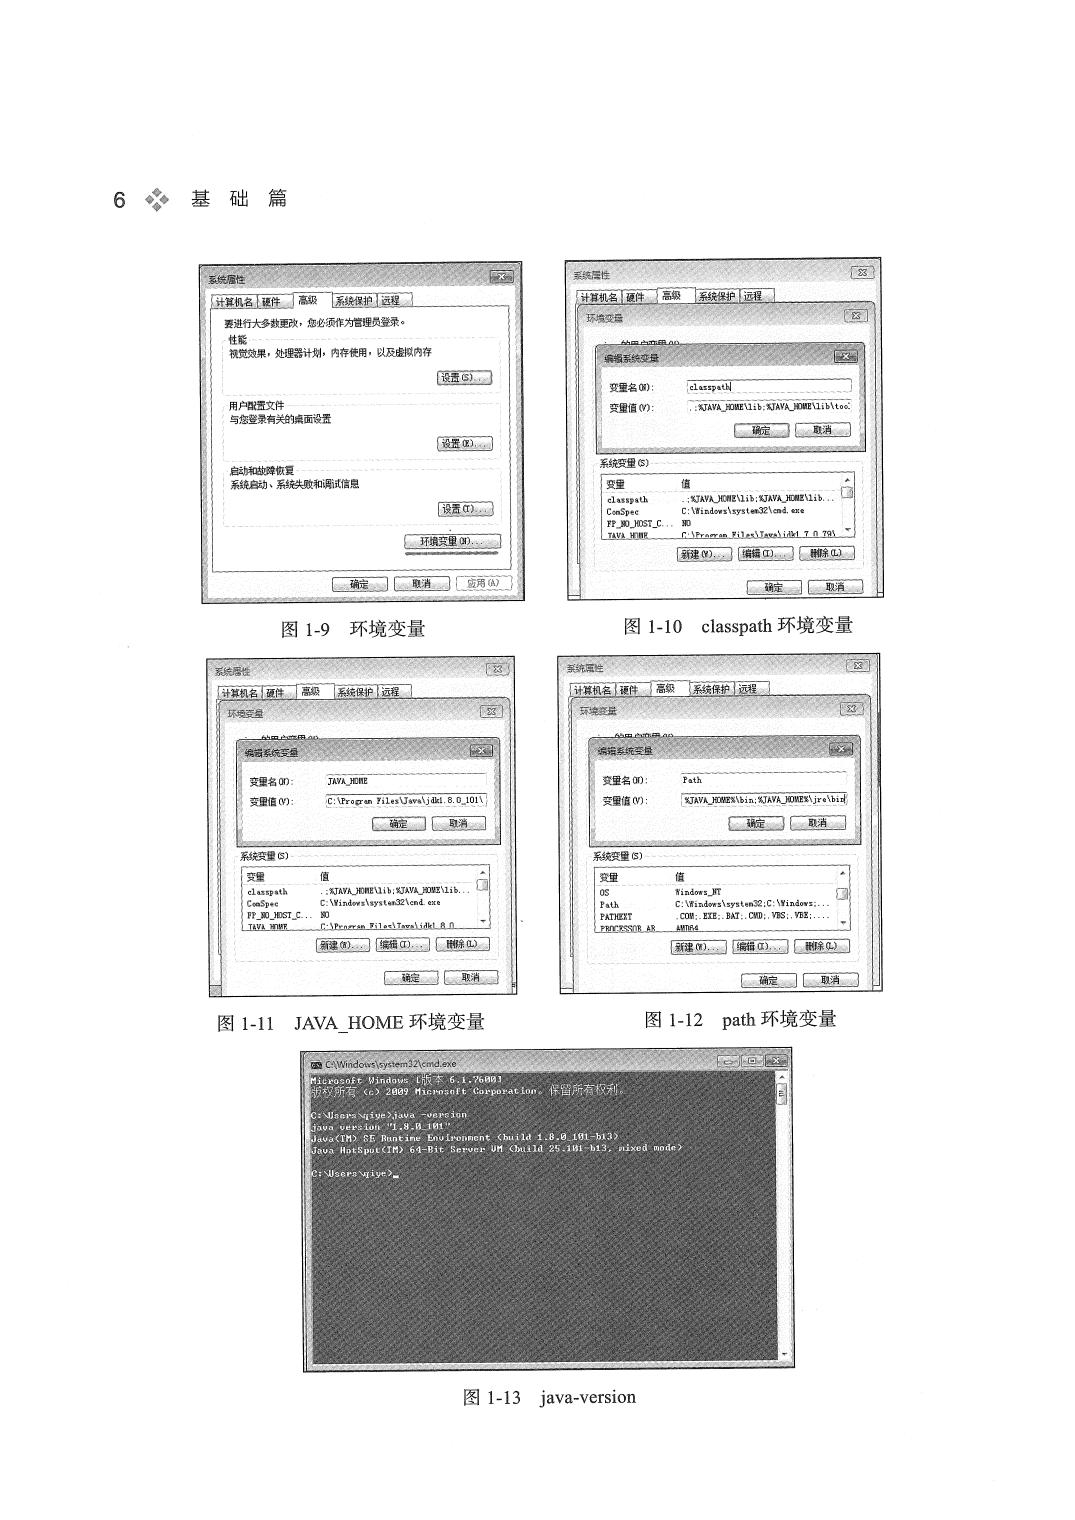 6 基础篇
系统属性
计算机名 硬件 高级 系统保护 远程
要进行大多数更改，您必须作为管理员登录。
性能
视觉效果，处理器计划，内存使用，以及虚拟内存
设置(S)...
用户配置文件
与您登录有关的桌面设置
设置(E)...
启动和故障恢复
系统启动、系统失败和调试信息
设置(T)...
环境变量(N)...
确定 取消 应用(A)
图 1-9 环境变量
系统属性
计算机名 硬件 高级 系统保护 远程
环境变量
的用户变量(U)
编辑系统变量
变量名(N): classpath
变量值(V): .:%JAVA_HOME\lib;%JAVA_HOME%\lib\too
确定 取消
系统变量(S)
变量 值
classpath .;%JAVA_HOME%\lib;%JAVA_HOME%\lib...
ComSpec C:\Windows\system32\cmd.exe
FP_NO_HOST_C... NO
JAVA_HOME C:\Program Files\Java\jdk1.7.0_79\
新建(W)... 编辑(I)... 删除(L)
确定 取消
图 1-10 classpath 环境变量
系统属性
计算机名 硬件 高级 系统保护 远程
环境变量
的用户变量(U)
编辑系统变量
变量名(N): JAVA_HOME
变量值(V): C:\Program Files\Java\jdk1.8.0_101\
确定 取消
系统变量(S)
变量 值
classpath .;%JAVA_HOME%\lib;%JAVA_HOME%\lib...
ComSpec C:\Windows\system32\cmd.exe
FP_NO_HOST_C... NO
JAVA_HOME C:\Program Files\Java\jdk1.8.0
新建(W)... 编辑(I)... 删除(L)
确定 取消
图 1-11 JAVA_HOME 环境变量
系统属性
计算机名 硬件 高级 系统保护 远程
环境变量
的用户变量(U)
编辑系统变量
变量名(N): Path
变量值(V): %JAVA_HOME%\bin;%JAVA_HOME%\jre\bin
确定 取消
系统变量(S)
变量 值
OS Windows_NT
Path C:\Windows\system32;C:\Windows;...
PATHEXT .COM;.EXE;.BAT;.CMD;.VBS;.VBE;....
PROCESSOR_AR AMD64
新建(W)... 编辑(I)... 删除(L)
确定 取消
图 1-12 path 环境变量
C:\Windows\system32\cmd.exe
Microsoft Windows [版本 6.1.7600]
版权所有 (c) 2009 Microsoft Corporation。保留所有权利。
C:\Users\qiye>java -version
java version "1.8.0_101"
Java(TM) SE Runtime Environment (build 1.8.0_101-b13)
Java HotSpot(TM) 64-Bit Server VM (build 25.101-b13, mixed mode)
C:\Users\qiye>_
图 1-13 java-version